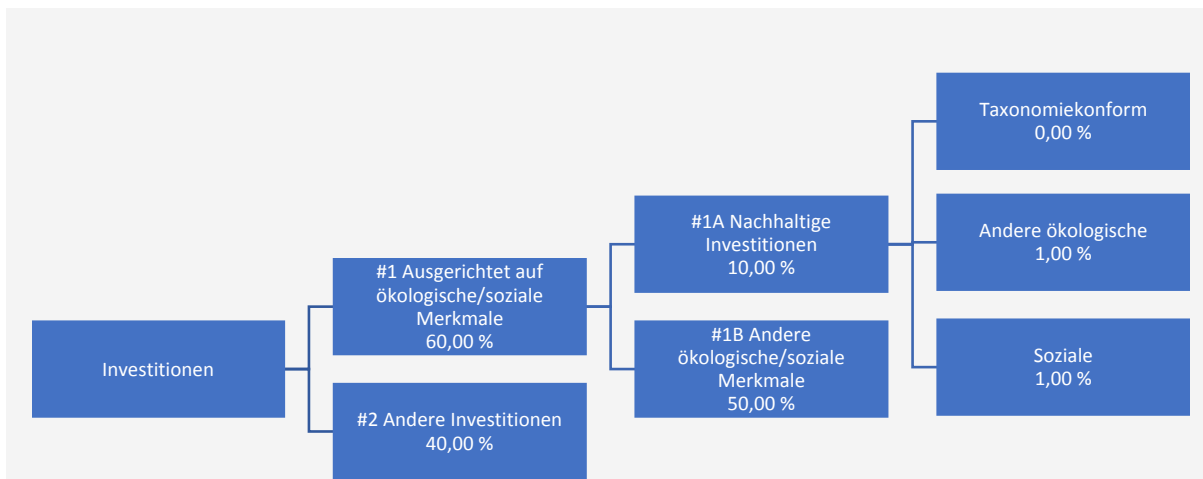 Investitionen
#1 Ausgerichtet auf
ökologische/soziale
Merkmale
60,00 %
#2 Andere Investitionen
40,00 %
#1A Nachhaltige
Investitionen
10,00 %
#1B Andere
ökologische/soziale
Merkmale
50,00 %
Taxonomiekonform
0,00 %
Andere ökologische
1,00 %
Soziale
1,00 %